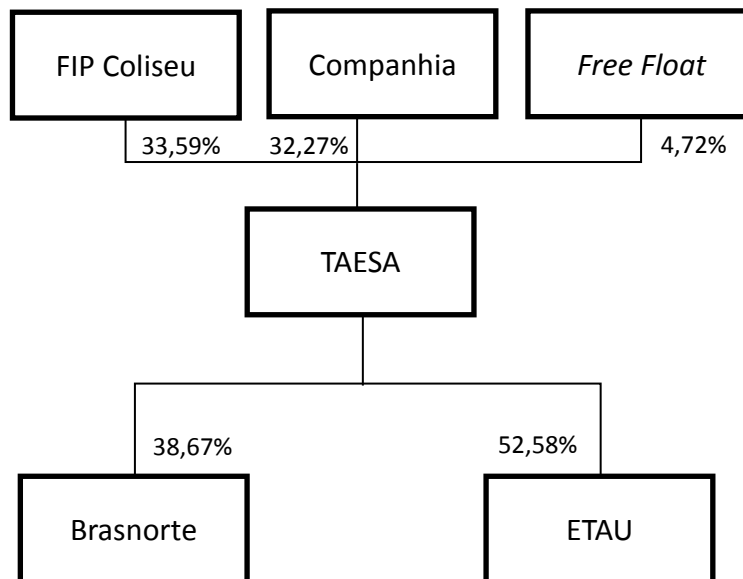 FIP Coliseu
Companhia
Free Float
33,59%
32,27%
4,72%
TAESA
38,67%
52,58%
Brasnorte
ETAU